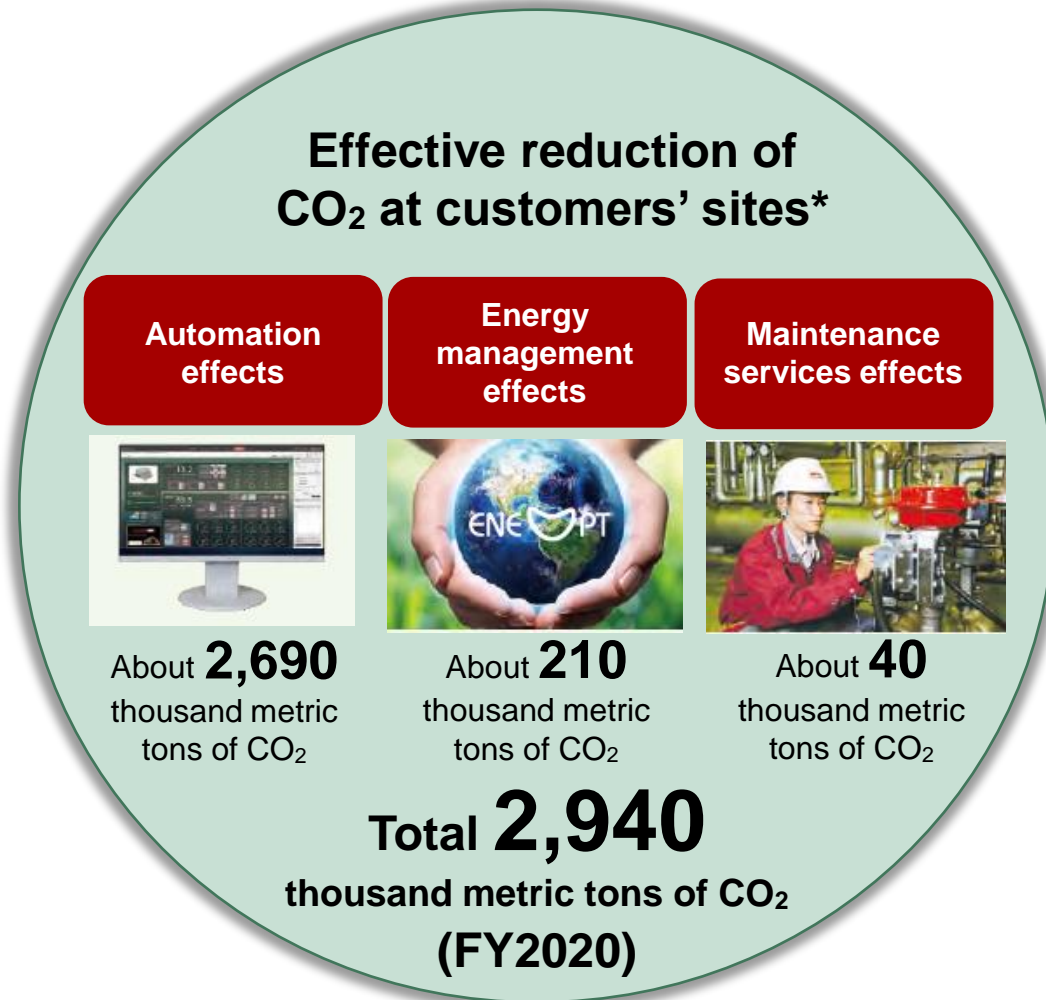 Effective reduction of
CO₂ at customers' sites*
Automation
effects
Energy
management
effects
Maintenance
services effects
ENEOPT
About 2,690
thousand metric
tons of CO₂
About 210
thousand metric
tons of CO₂
About 40
thousand metric
tons of CO₂
Total 2,940
thousand metric tons of CO₂
(FY2020)